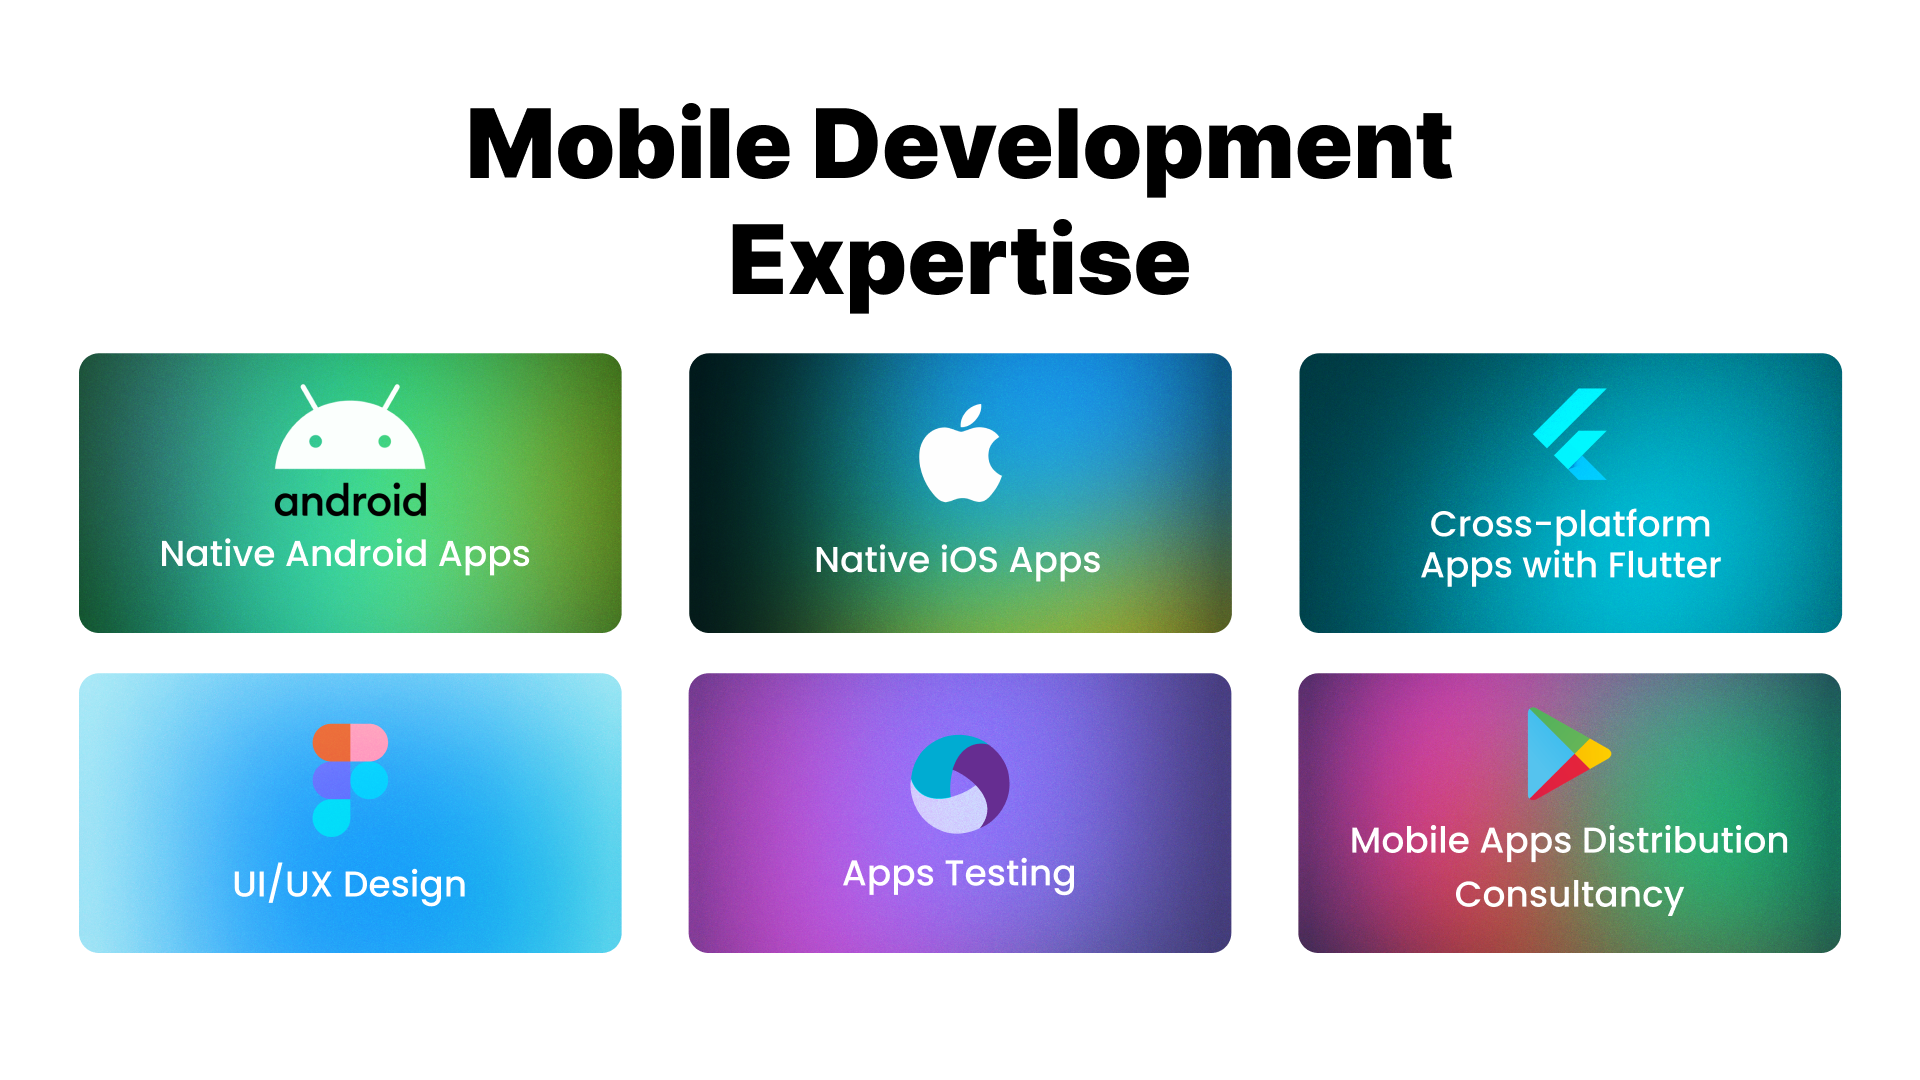 Mobile Development
Expertise
android
Native Android Apps
Native iOS Apps
Cross-platform
Apps with Flutter
UI/UX Design
Apps Testing
Mobile Apps Distribution
Consultancy